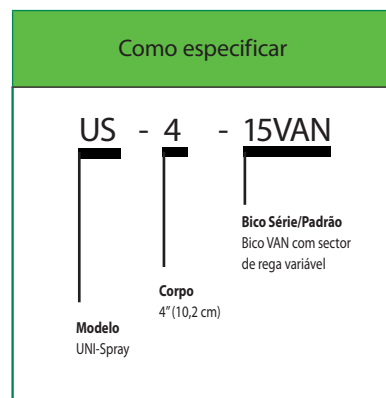 Como especificar
US - 4 - 15VAN
Bico Série/Padrão
Bico VAN com sector
de rega variável
Corpo
4” (10,2 cm)
Modelo
UNI-Spray